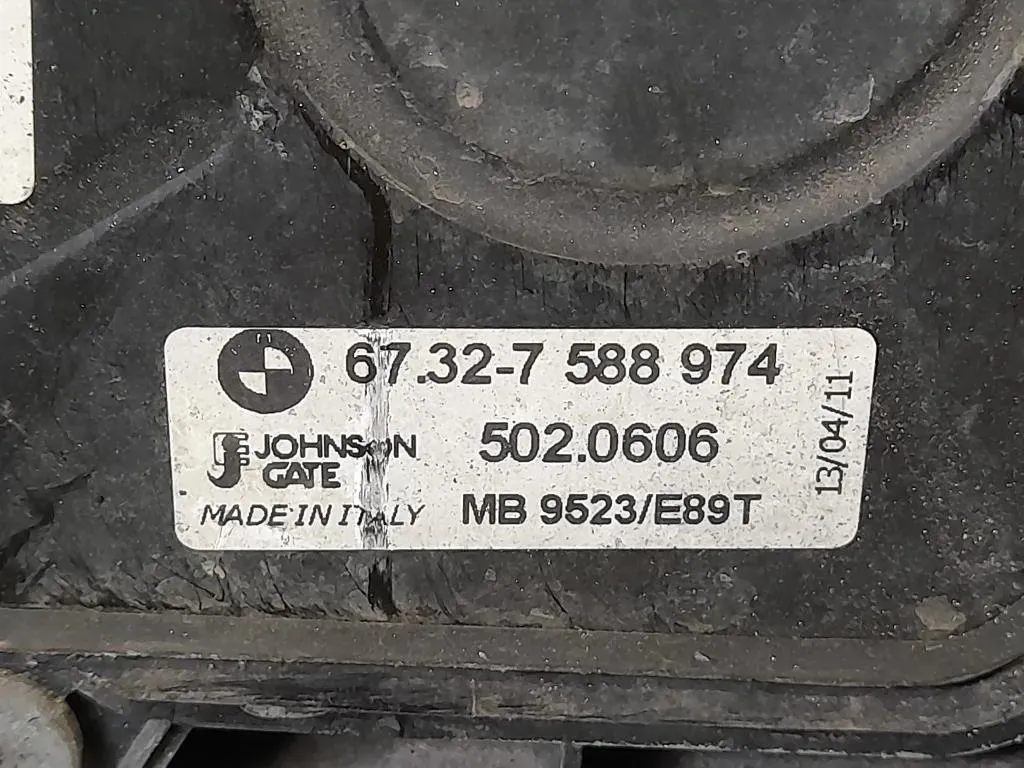 67.32-7 588 974
JOHNSON
GATE
502.0606
MADE IN ITALY
MB 9523/E89T
13/04/11